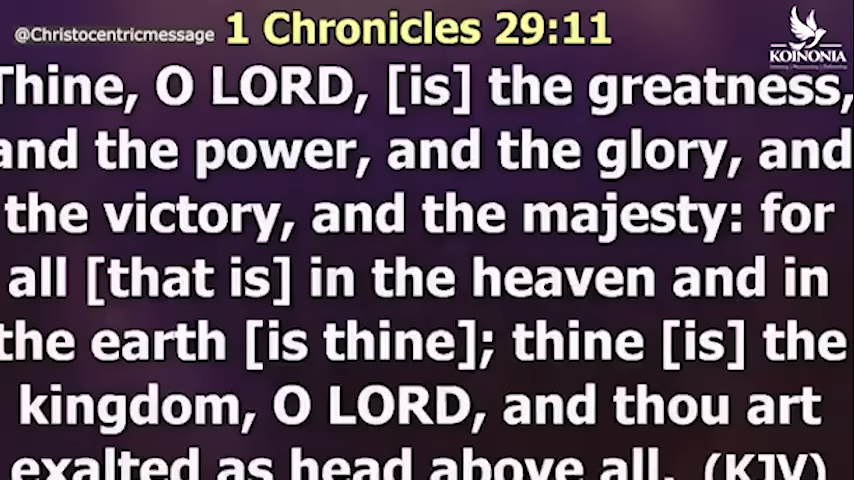 @Christocentricmessage 1 Chronicles 29:11
KOINONIA
Thine, O LORD, [is] the greatness,
and the power, and the glory, and
the victory, and the majesty: for
all [that is] in the heaven and in
the earth [is thine]; thine [is] the
kingdom, O LORD, and thou art
exalted as head above all. (KJV)